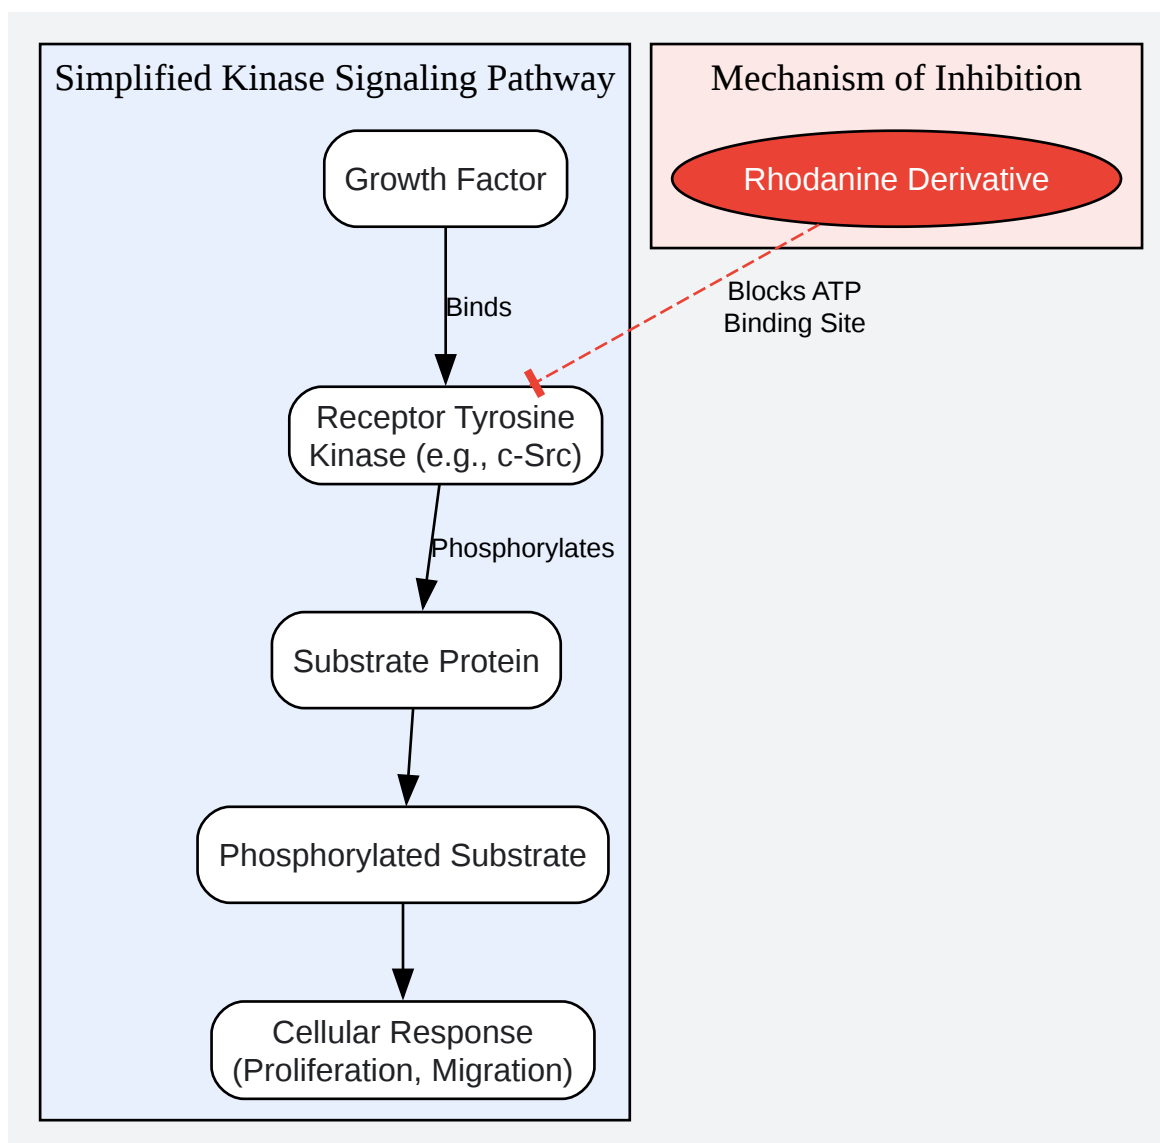 Simplified Kinase Signaling Pathway
Growth Factor
Binds
Receptor Tyrosine
Kinase (e.g., c-Src)
Phosphorylates
Substrate Protein
Phosphorylated Substrate
Cellular Response
(Proliferation, Migration)
Mechanism of Inhibition
Rhodanine Derivative
Blocks ATP
Binding Site